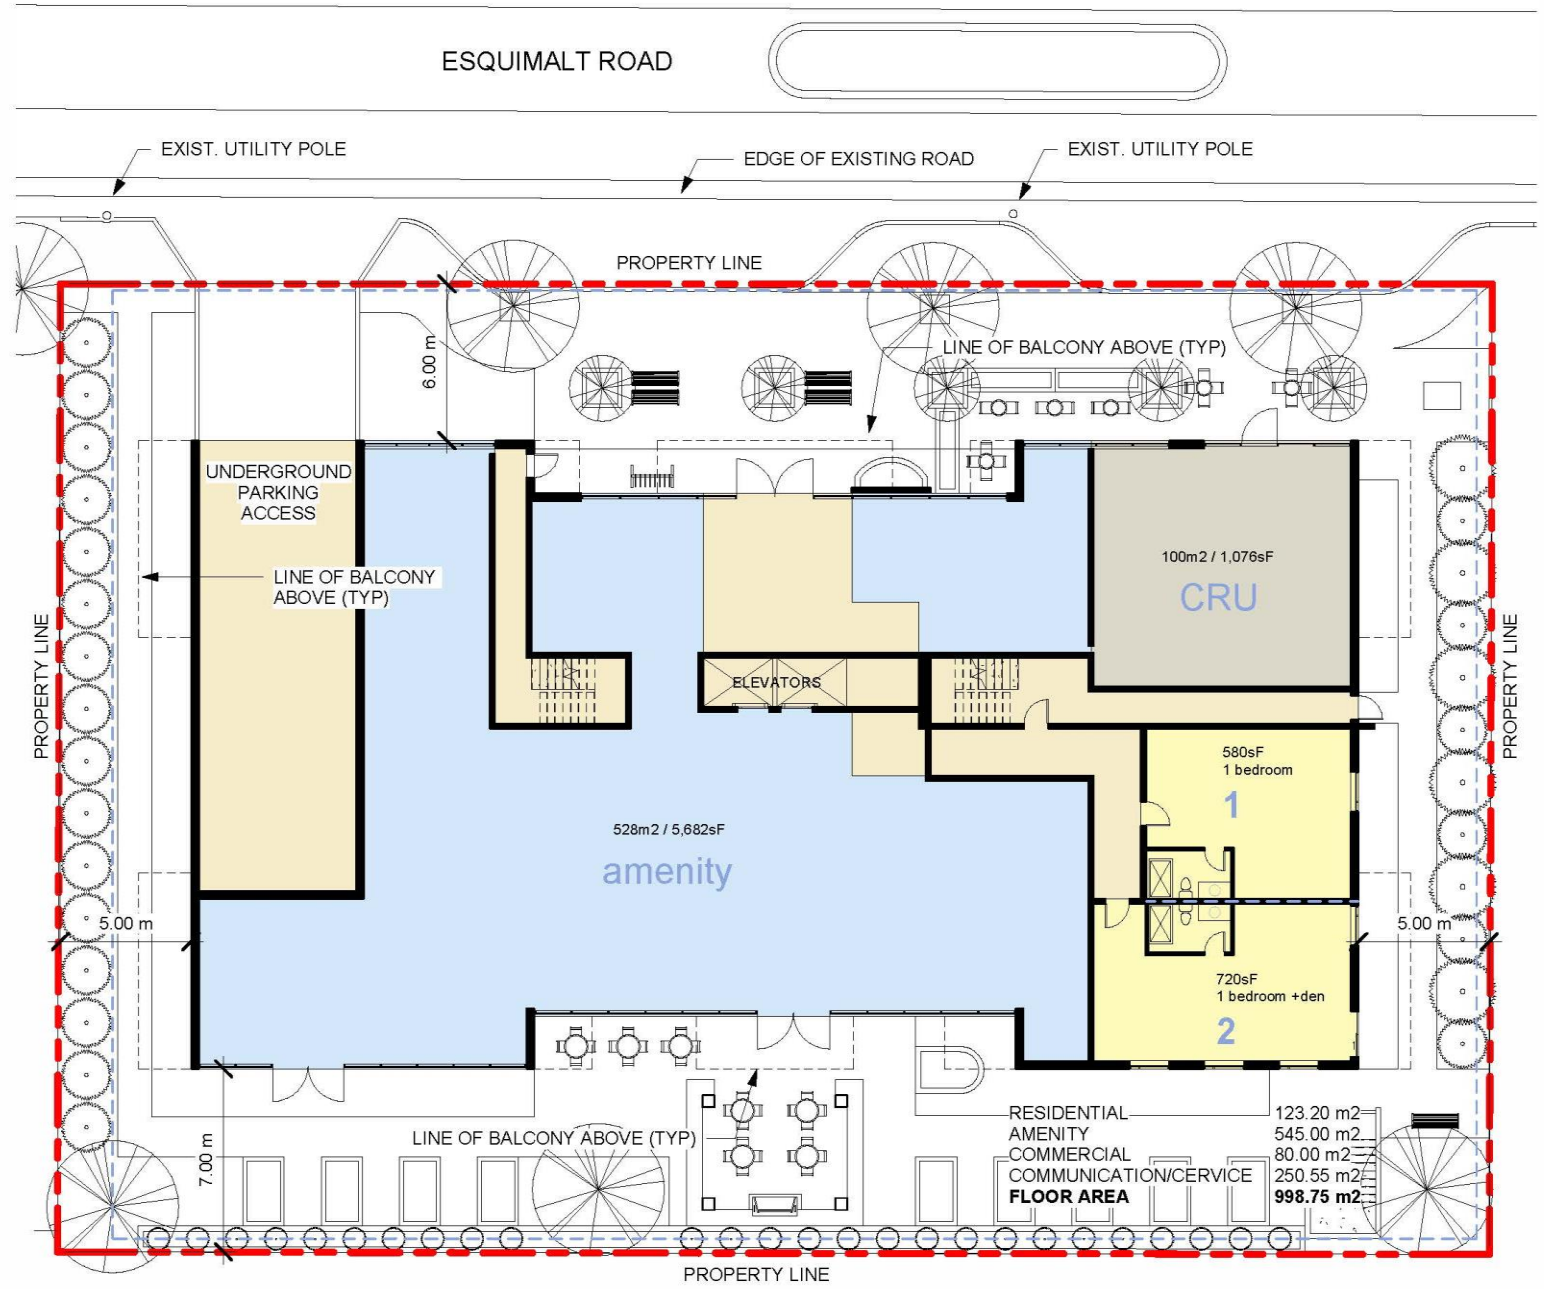 ESQUIMALT ROAD
EXIST. UTILITY POLE
EDGE OF EXISTING ROAD
EXIST. UTILITY POLE
PROPERTY LINE
LINE OF BALCONY ABOVE (TYP)
6.00 m
UNDERGROUND
PARKING
ACCESS
LINE OF BALCONY
ABOVE (TYP)
100m2 / 1,076sF
CRU
PROPERTY LINE
PROPERTY LINE
ELEVATORS
580sF
1 bedroom
1
528m2 / 5,682sF
amenity
5.00 m
5.00 m
720sF
1 bedroom +den
2
LINE OF BALCONY ABOVE (TYP)
7.00 m
RESIDENTIAL 123.20 m2
AMENITY 545.00 m2
COMMERCIAL 80.00 m2
COMMUNICATION/CERVICE 250.55 m2
FLOOR AREA 998.75 m2
PROPERTY LINE